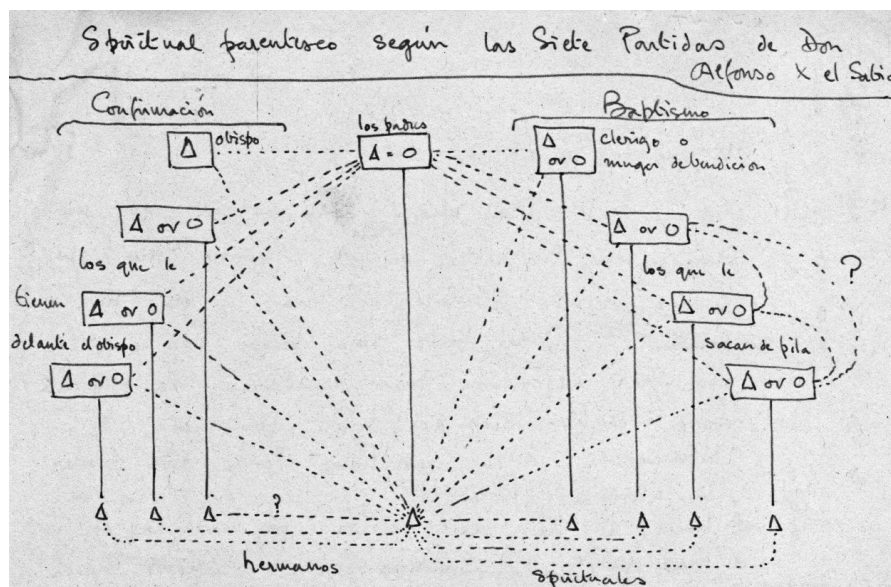 Spiritual parentesco según las Siete Partidas de Don
Alfonso X el Sabio
Confirmación
Baptismo
los padres
Δ obispo
Δ = O
Δ or O
clerigo o
muger de bendición
Δ or O
Δ or O
los que le
los que le
?
tienen
Δ or O
Δ or O
delante el obispo
sacan de pila
Δ or O
Δ or O
?
Δ Δ Δ Δ Δ Δ Δ Δ
hermanos
spirituales